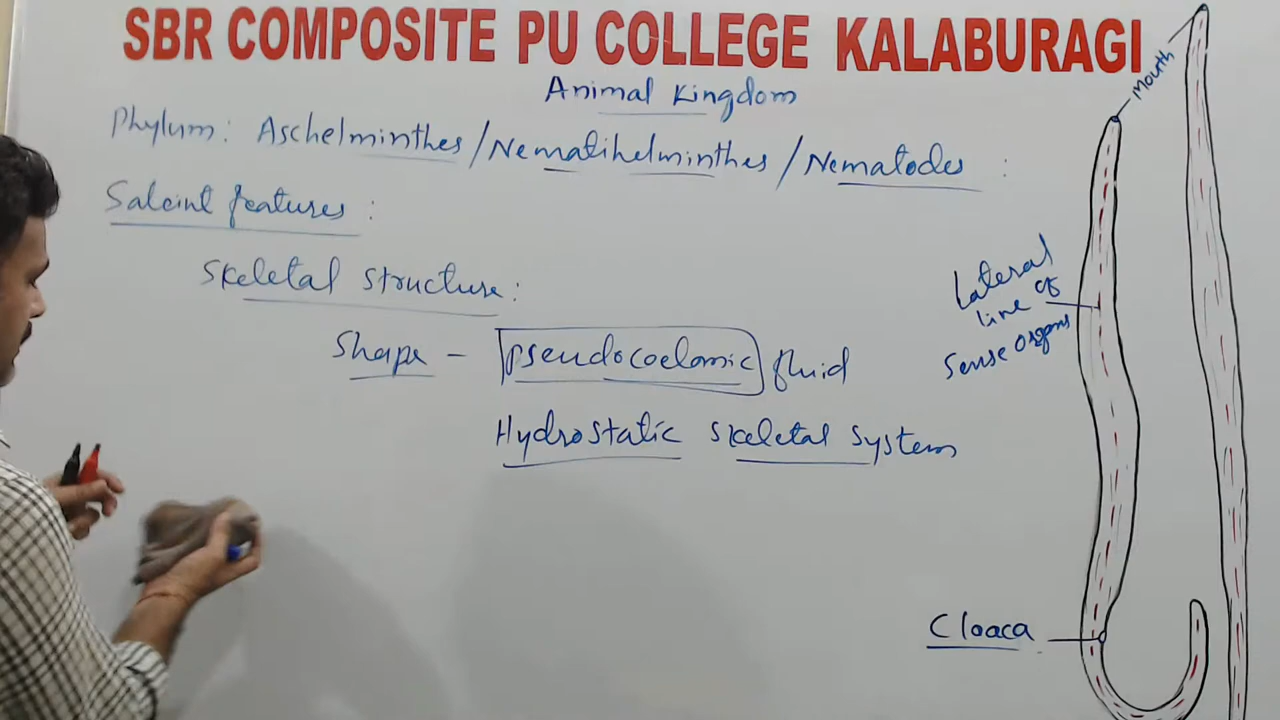 SBR COMPOSITE PU COLLEGE KALABURAGI
Animal Kingdom
Phylum: Aschelminthes/Nemathelminthes/Nematodes :
Saleint features:
Skeletal structure:
Shape - pseudocoelomic fluid
Hydrostatic skeletal system
Mouth
Lateral
line of
Sense organs
Cloaca